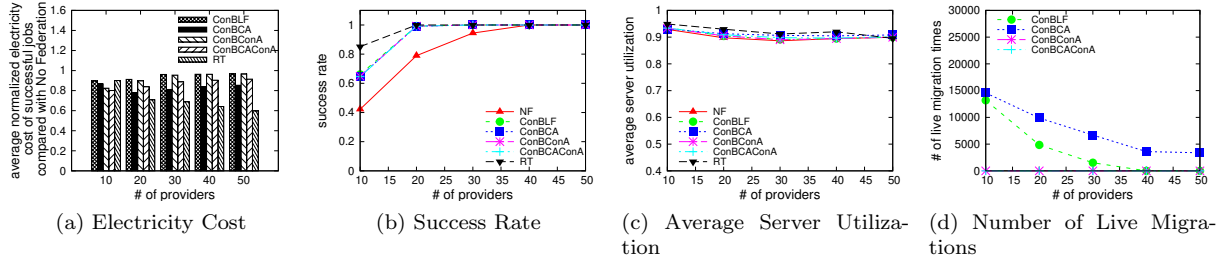 average normalized electricity
cost of successful jobs
compared with No Federation
1.6
1.4
1.2
1
0.8
0.6
0.4
0.2
0
10 20 30 40 50
# of providers
ConBLF
ConBCA
ConBConA
ConBCAConA
RT
(a) Electricity Cost
success rate
1
0.8
0.6
0.4
0.2
0
10 15 20 25 30 35 40 45 50
# of providers
NF
ConBLF
ConBCA
ConBConA
ConBCAConA
RT
(b) Success Rate
average server utilization
1
0.9
0.8
0.7
0.6
0.5
0.4
10 15 20 25 30 35 40 45 50
# of providers
NF
ConBLF
ConBCA
ConBConA
ConBCAConA
RT
(c) Average Server Utiliza-
tion
# of live migration times
30000
25000
20000
15000
10000
5000
0
10 15 20 25 30 35 40 45 50
# of providers
ConBLF
ConBCA
ConBConA
ConBCAConA
(d) Number of Live Migra-
tions